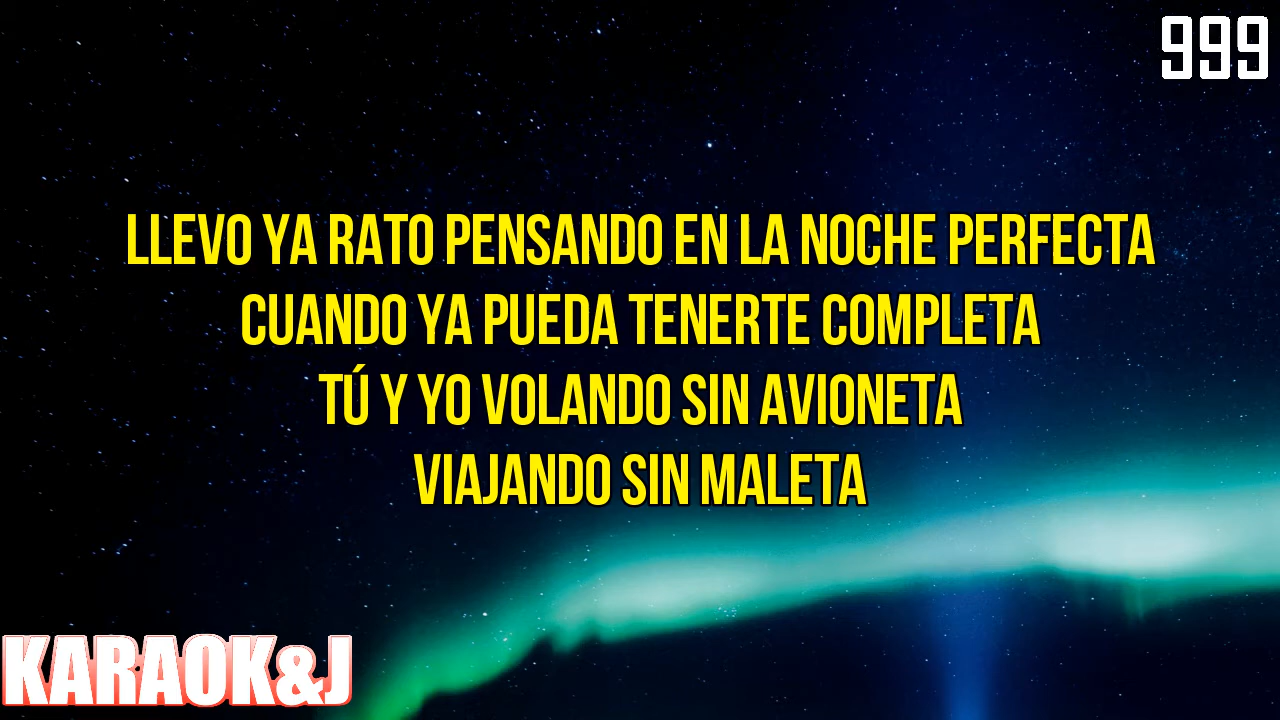 999
LLEVO YA RATO PENSANDO EN LA NOCHE PERFECTA
CUANDO YA PUEDA TENERTE COMPLETA
TÚ Y YO VOLANDO SIN AVIONETA
VIAJANDO SIN MALETA
KARAOK&J